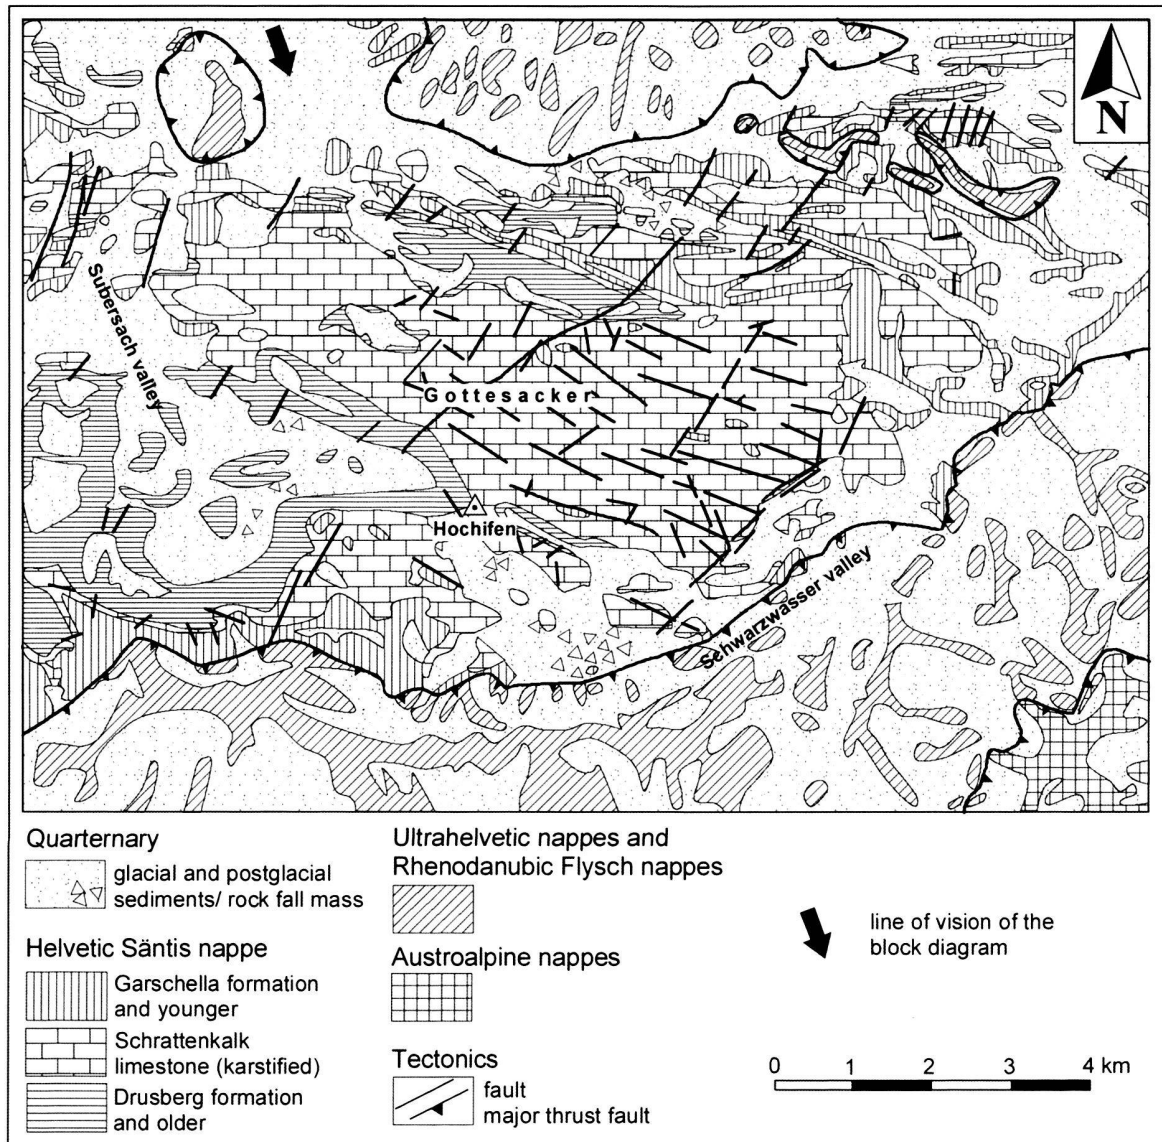 N
Subersach valley
Gottesacker
Hochifen
Schwarzwasser valley
Quarternary
glacial and postglacial
sediments/ rock fall mass
Helvetic Säntis nappe
Garschella formation
and younger
Schrattenkalk
limestone (karstified)
Drusberg formation
and older
Ultrahelvetic nappes and
Rhenodanubic Flysch nappes
Austroalpine nappes
Tectonics
fault
major thrust fault
line of vision of the
block diagram
0 1 2 3 4 km